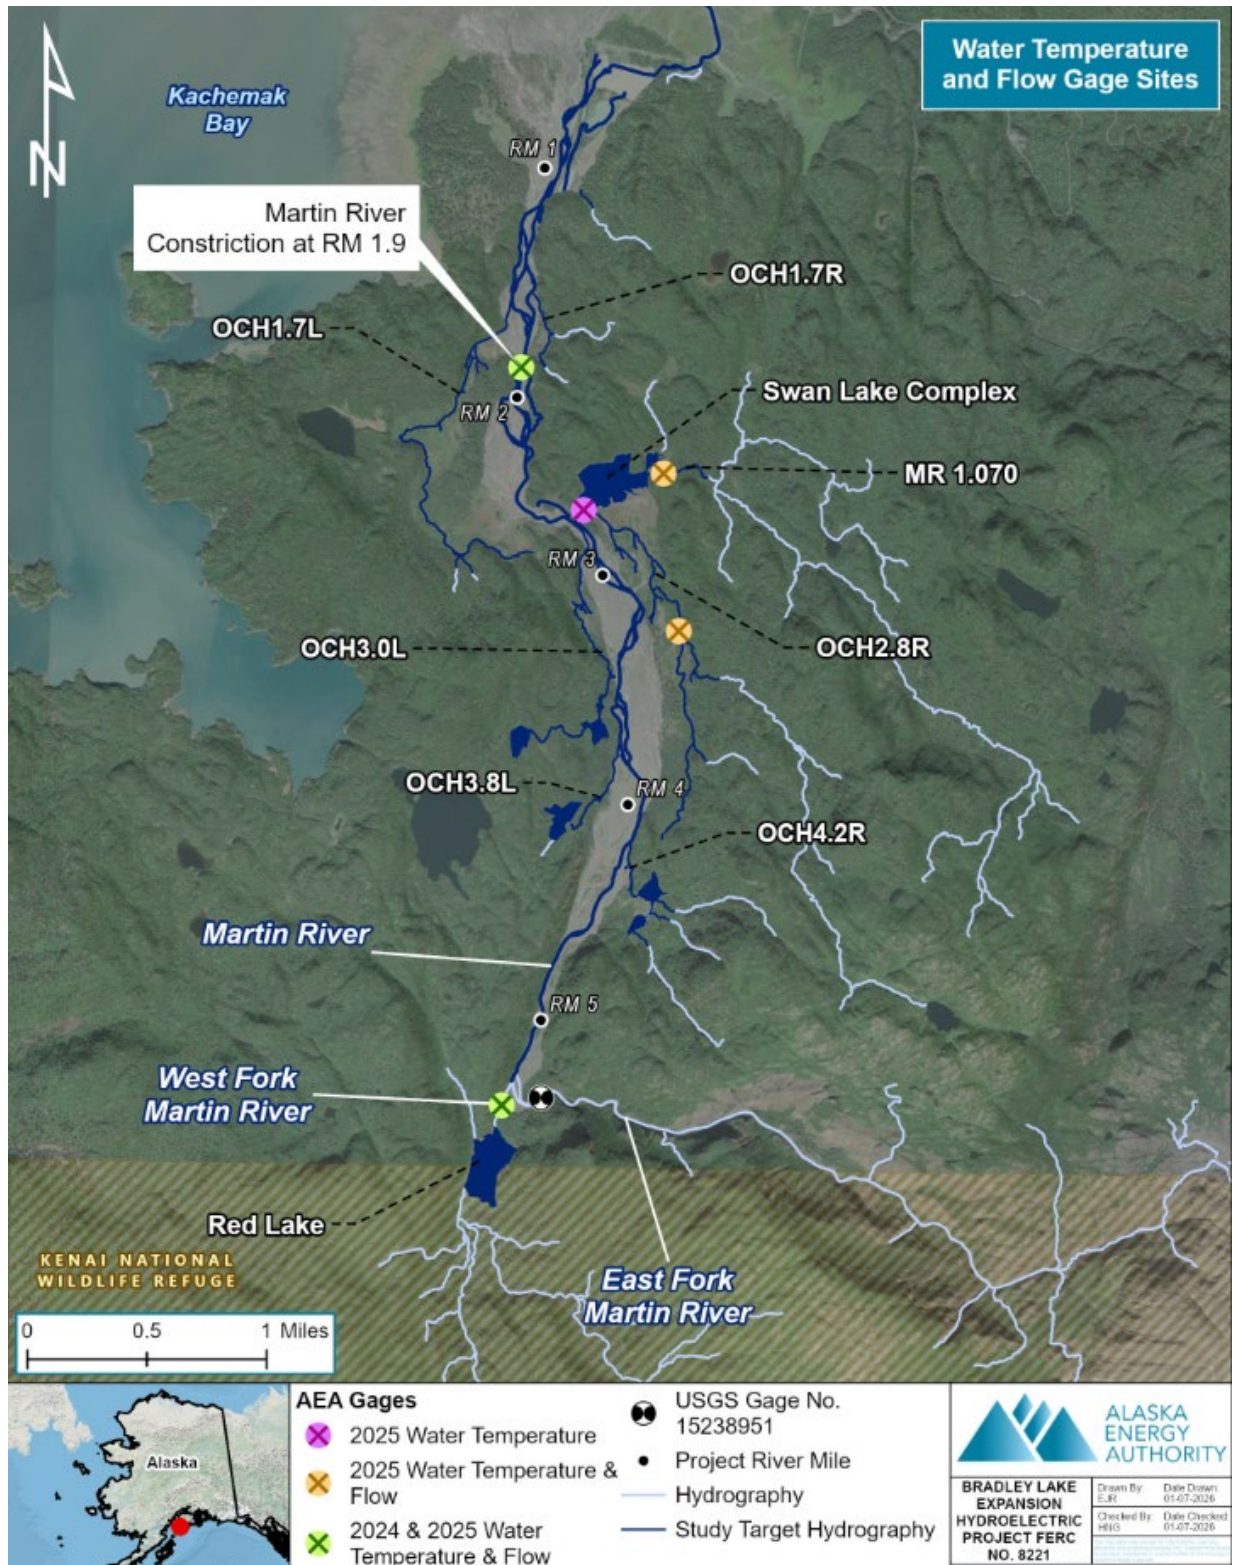 Water Temperature
and Flow Gage Sites
Kachemak
Bay
N
RM 1
Martin River
Constriction at RM 1.9
OCH1.7R
OCH1.7L
Swan Lake Complex
RM 2
MR 1.070
RM 3
OCH3.0L
OCH2.8R
OCH3.8L
RM 4
OCH4.2R
Martin River
RM 5
West Fork
Martin River
Red Lake
KENAI NATIONAL
WILDLIFE REFUGE
East Fork
Martin River
0 0.5 1 Miles
Alaska
AEA Gages
2025 Water Temperature
2025 Water Temperature &
Flow
2024 & 2025 Water
Temperature & Flow
USGS Gage No.
15238951
Project River Mile
Hydrography
Study Target Hydrography
ALASKA
ENERGY
AUTHORITY
BRADLEY LAKE
EXPANSION
HYDROELECTRIC
PROJECT FERC
NO. 8221
Drawn By:
EJR
Date Drawn:
01-07-2026
Checked By:
Date Checked:
01-07-2026